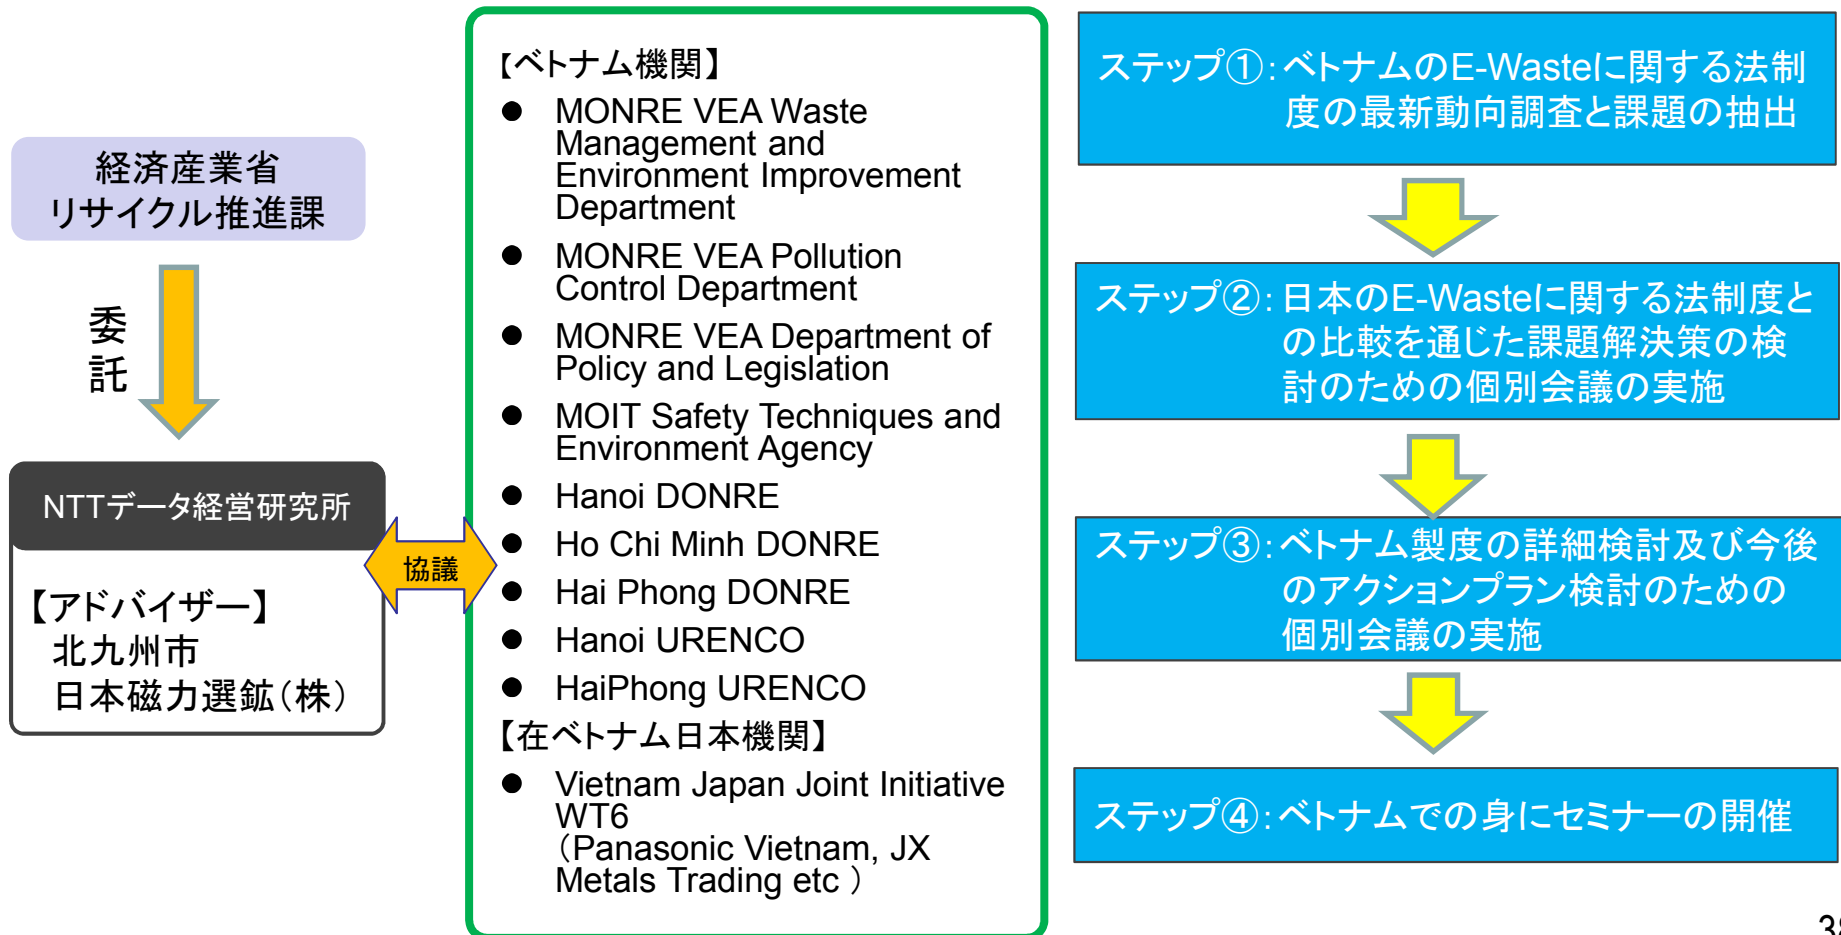 経済産業省
リサイクル推進課
委
託
NTTデータ経営研究所
【アドバイザー】
北九州市
日本磁力選鉱（株）
協議
【ベトナム機関】
● MONRE VEA Waste
Management and
Environment Improvement
Department
● MONRE VEA Pollution
Control Department
● MONRE VEA Department of
Policy and Legislation
● MOIT Safety Techniques and
Environment Agency
● Hanoi DONRE
● Ho Chi Minh DONRE
● Hai Phong DONRE
● Hanoi URENCO
● HaiPhong URENCO
【在ベトナム日本機関】
● Vietnam Japan Joint Initiative
WT6
（Panasonic Vietnam, JX
Metals Trading etc ）
ステップ①：ベトナムのE-Wasteに関する法制
度の最新動向調査と課題の抽出
ステップ②：日本のE-Wasteに関する法制度と
の比較を通じた課題解決策の検
討のための個別会議の実施
ステップ③：ベトナム製度の詳細検討及び今後
のアクションプラン検討のための
個別会議の実施
ステップ④：ベトナムでの身にセミナーの開催